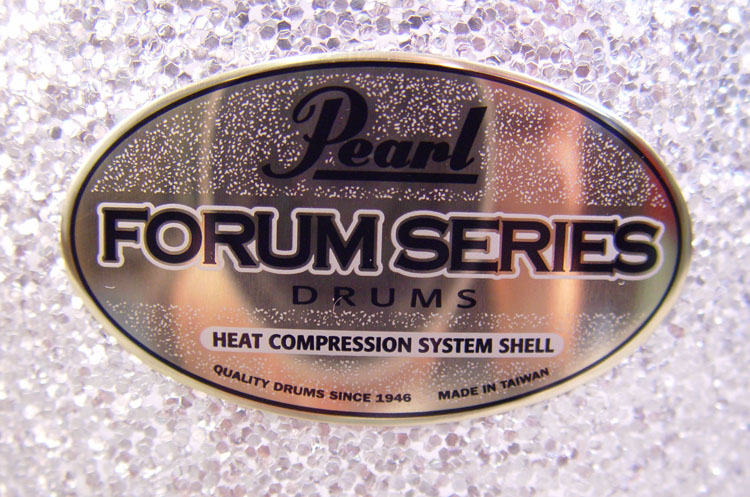 Pearl
FORUM SERIES
DRUMS
HEAT COMPRESSION SYSTEM SHELL
QUALITY DRUMS SINCE 1946 MADE IN TAIWAN